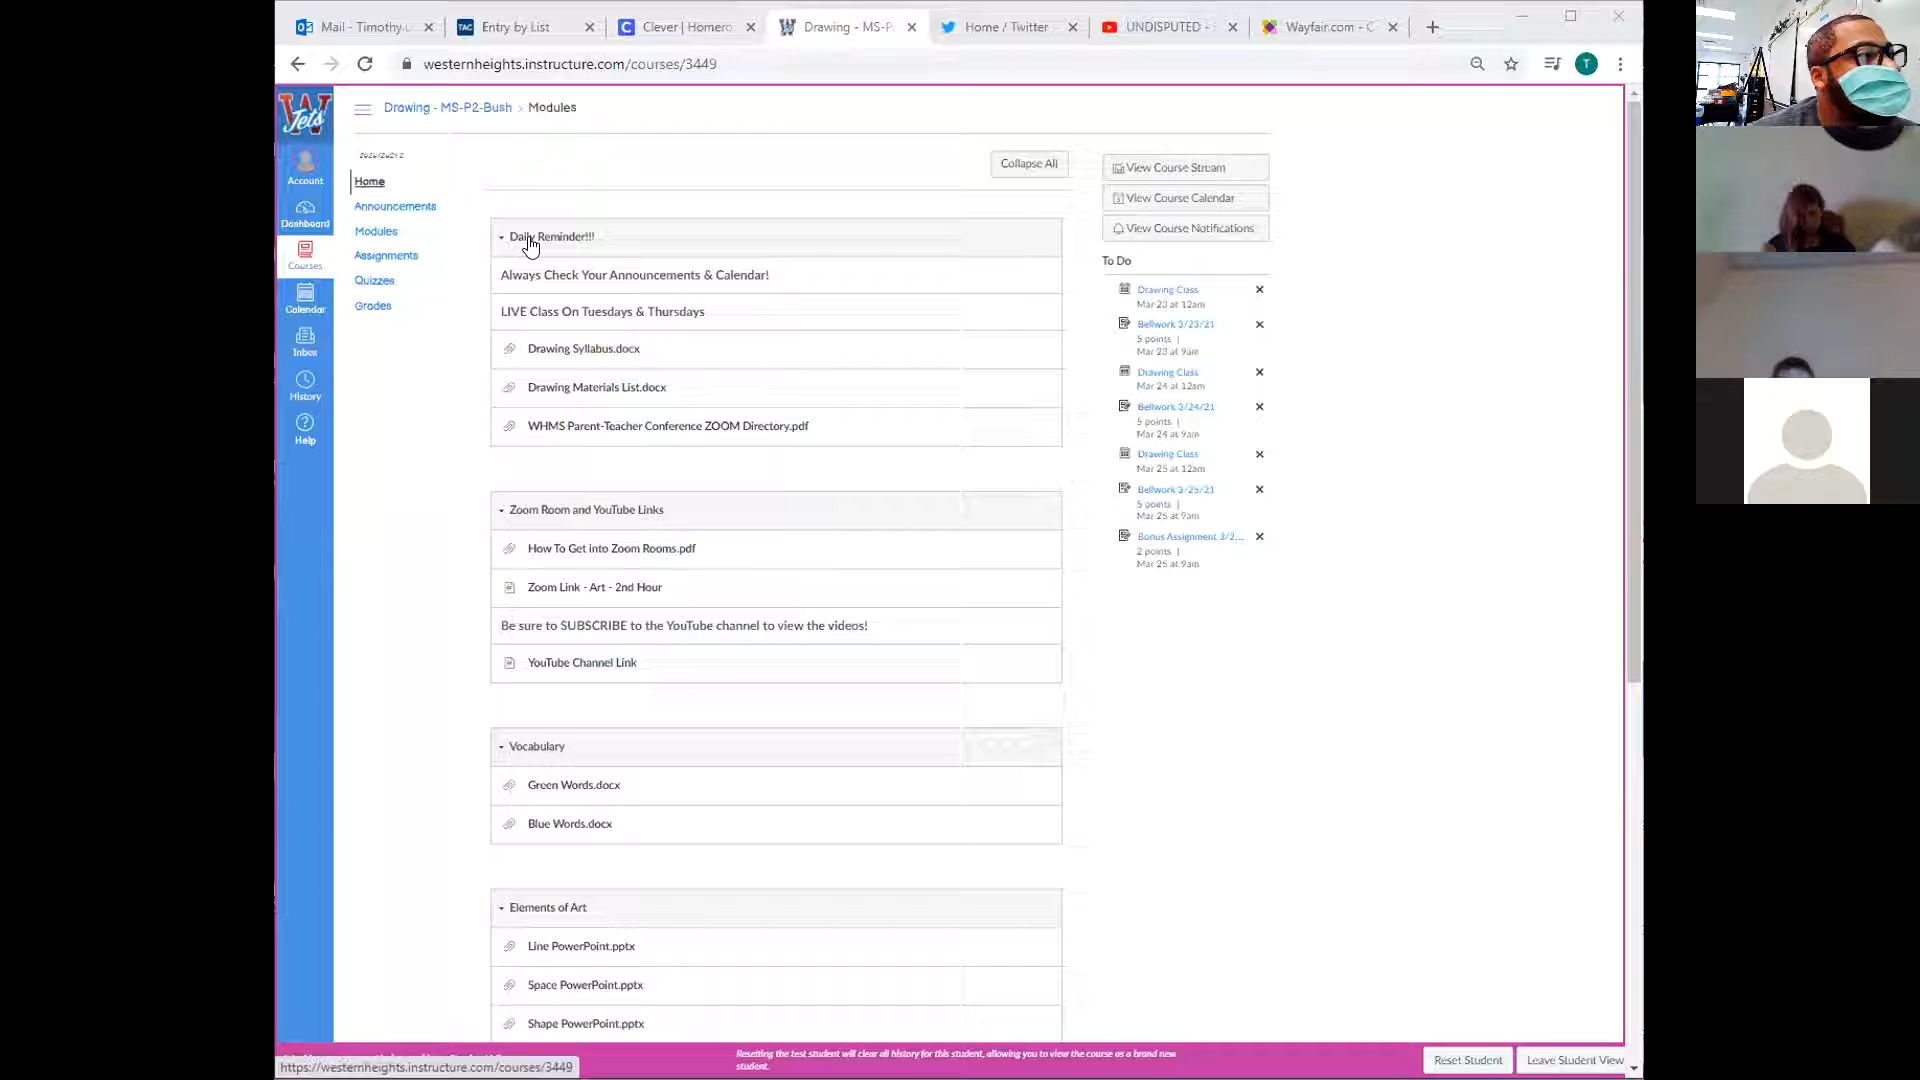 Mail - Timothy.
Entry by List
Clever | Homero
Drawing - MS-P
Home / Twitter
UNDISPUTED -
Wayfair.com -
westernheights.instructure.com/courses/3449
W
Jets
Account
Dashboard
Courses
Calendar
Inbox
History
Help
Drawing - MS-P2-Bush › Modules
Home
Announcements
Modules
Assignments
Quizzes
Grades
Collapse All
Daily Reminder!!!
Always Check Your Announcements & Calendar!
LIVE Class On Tuesdays & Thursdays
Drawing Syllabus.docx
Drawing Materials List.docx
WHMS Parent-Teacher Conference ZOOM Directory.pdf
Zoom Room and YouTube Links
How To Get into Zoom Rooms.pdf
Zoom Link - Art - 2nd Hour
Be sure to SUBSCRIBE to the YouTube channel to view the videos!
YouTube Channel Link
Vocabulary
Green Words.docx
Blue Words.docx
Elements of Art
Line PowerPoint.pptx
Space PowerPoint.pptx
Shape PowerPoint.pptx
View Course Stream
View Course Calendar
View Course Notifications
To Do
Drawing Class
Mar 23 at 12am
Bellwork 3/23/21
5 points |
Mar 23 at 9am
Drawing Class
Mar 24 at 12am
Bellwork 3/24/21
5 points |
Mar 24 at 9am
Drawing Class
Mar 25 at 12am
Bellwork 3/25/21
5 points |
Mar 25 at 9am
Bonus Assignment 3/2...
2 points |
Mar 25 at 9am
Resetting the test student will clear all history for this student, allowing you to view the course as a brand new
student.
Reset Student
Leave Student View
https://westernheights.instructure.com/courses/3449